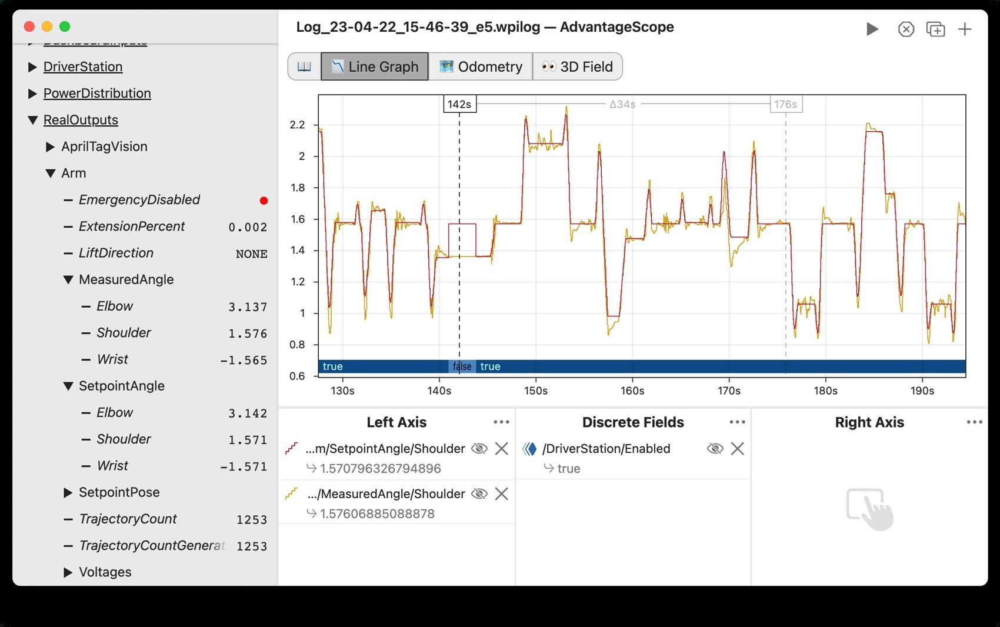 Log_23-04-22_15-46-39_e5.wpilog — AdvantageScope
DashboardInputs
DriverStation
PowerDistribution
RealOutputs
AprilTagVision
Arm
EmergencyDisabled
ExtensionPercent 0.002
LiftDirection NONE
MeasuredAngle
Elbow 3.137
Shoulder 1.576
Wrist −1.565
SetpointAngle
Elbow 3.142
Shoulder 1.571
Wrist −1.571
SetpointPose
TrajectoryCount 1253
TrajectoryCountGenerat 1253
Voltages
Line Graph Odometry 3D Field
142s Δ34s 176s
2.2
2
1.8
1.6
1.4
1.2
1
0.8
0.6
true false true
130s 140s 150s 160s 170s 180s 190s
Left Axis
...m/SetpointAngle/Shoulder
1.570796326794896
.../MeasuredAngle/Shoulder
1.57606885088878
Discrete Fields
/DriverStation/Enabled
true
Right Axis